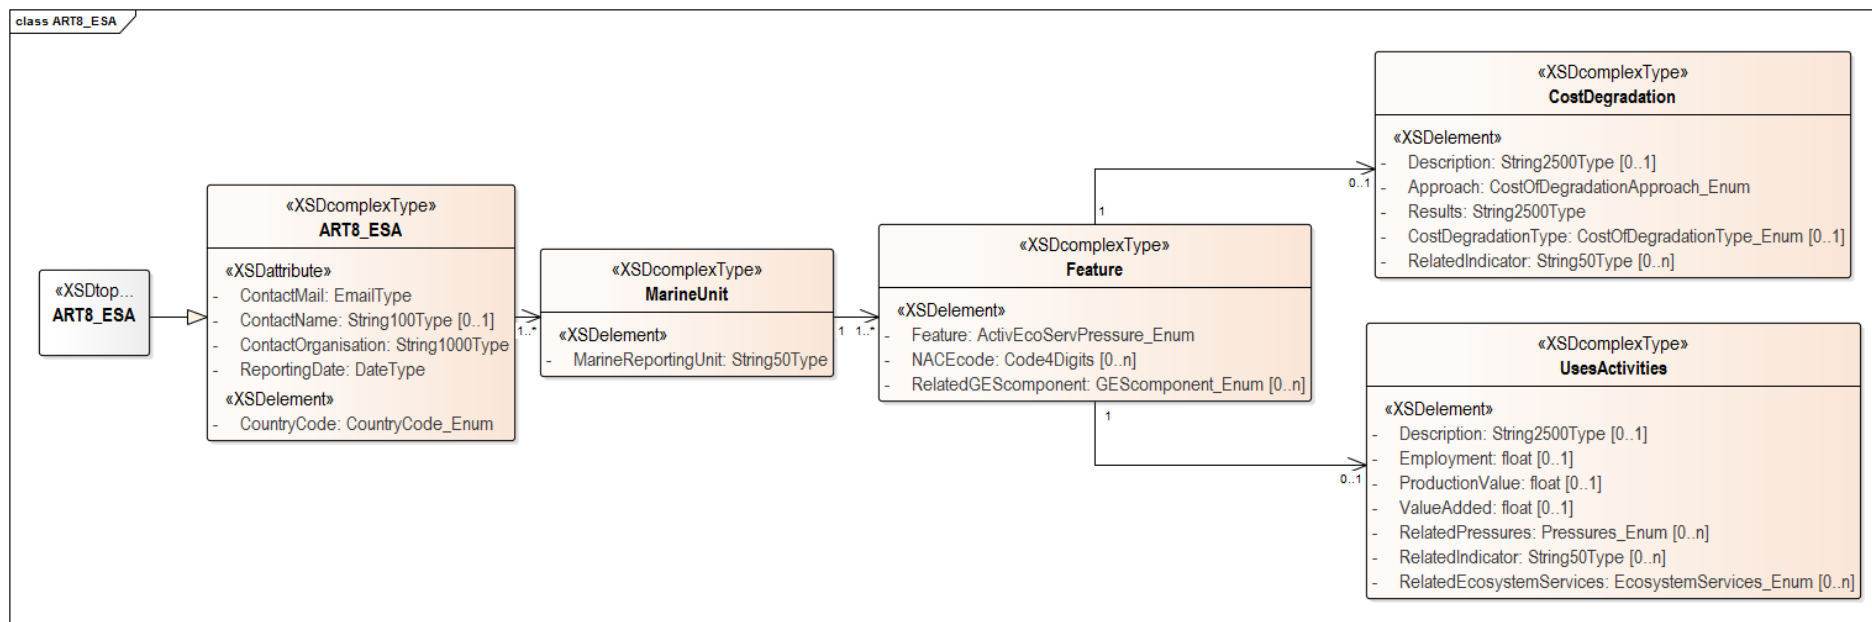 class ART8_ESA
«XSDtop...
ART8_ESA
«XSDcomplexType»
ART8_ESA
«XSDattribute»
- ContactMail: EmailType
- ContactName: String100Type [0..1]
- ContactOrganisation: String1000Type
- ReportingDate: DateType
«XSDelement»
- CountryCode: CountryCode_Enum
1..*
«XSDcomplexType»
MarineUnit
«XSDelement»
- MarineReportingUnit: String50Type
1
1..*
«XSDcomplexType»
Feature
«XSDelement»
- Feature: ActivEcoServPressure_Enum
- NACEcode: Code4Digits [0..n]
- RelatedGEScomponent: GEScomponent_Enum [0..n]
1
0..1
«XSDcomplexType»
CostDegradation
«XSDelement»
- Description: String2500Type [0..1]
- Approach: CostOfDegradationApproach_Enum
- Results: String2500Type
- CostDegradationType: CostOfDegradationType_Enum [0..1]
- RelatedIndicator: String50Type [0..n]
1
0..1
«XSDcomplexType»
UsesActivities
«XSDelement»
- Description: String2500Type [0..1]
- Employment: float [0..1]
- ProductionValue: float [0..1]
- ValueAdded: float [0..1]
- RelatedPressures: Pressures_Enum [0..n]
- RelatedIndicator: String50Type [0..n]
- RelatedEcosystemServices: EcosystemServices_Enum [0..n]